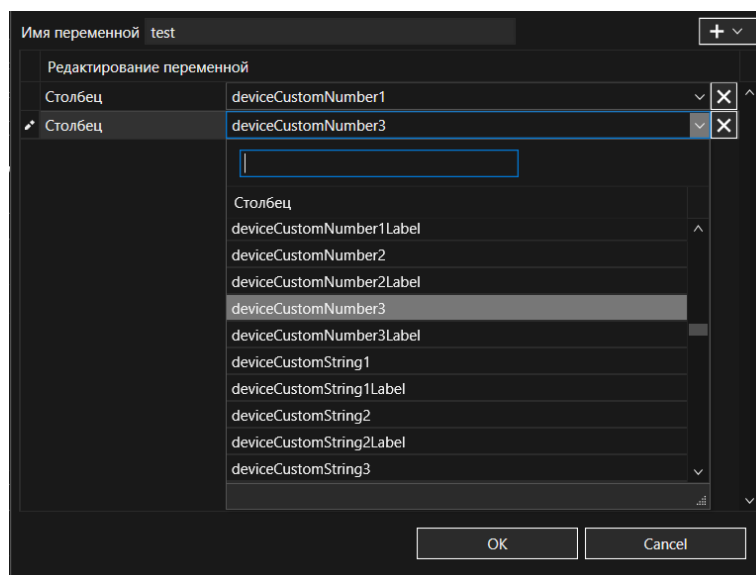 Имя переменной test
Редактирование переменной
Столбец deviceCustomNumber1
Столбец deviceCustomNumber3
Столбец
deviceCustomNumber1Label
deviceCustomNumber2
deviceCustomNumber2Label
deviceCustomNumber3
deviceCustomNumber3Label
deviceCustomString1
deviceCustomString1Label
deviceCustomString2
deviceCustomString2Label
deviceCustomString3
OK Cancel